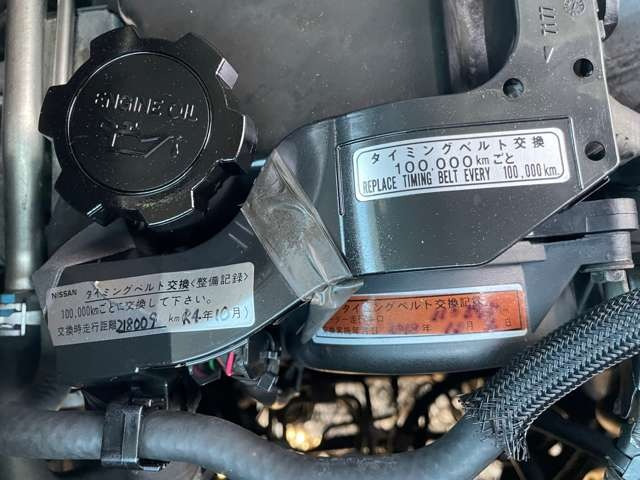 ENGINE OIL
7177
タイミングベルト交換
100,000kmごと
REPLACE TIMING BELT EVERY 100,000 km.
NISSAN タイミングベルト交換<整備記録>
100,000kmごとに交換して下さい。
交換時走行距離 218009 km R4.年10月)
タイミングベルト交換記録